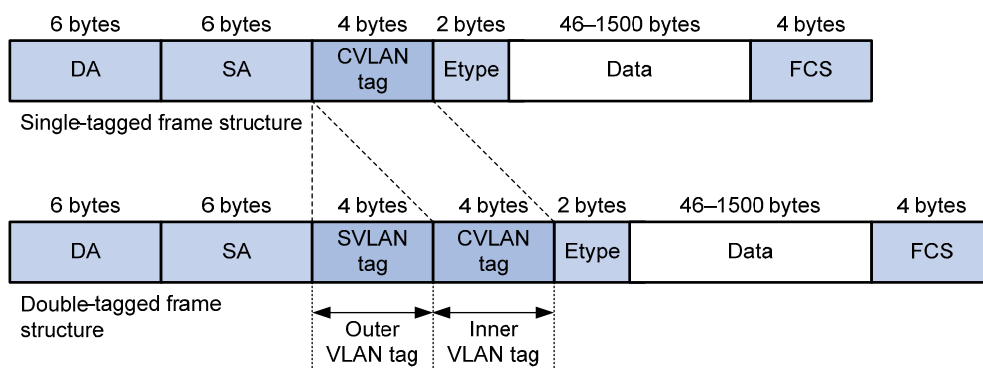 6 bytes 6 bytes 4 bytes 2 bytes 46–1500 bytes 4 bytes
DA SA CVLAN tag Etype Data FCS
Single-tagged frame structure
6 bytes 6 bytes 4 bytes 4 bytes 2 bytes 46–1500 bytes 4 bytes
DA SA SVLAN tag CVLAN tag Etype Data FCS
Double-tagged frame
structure
Outer
VLAN tag
Inner
VLAN tag